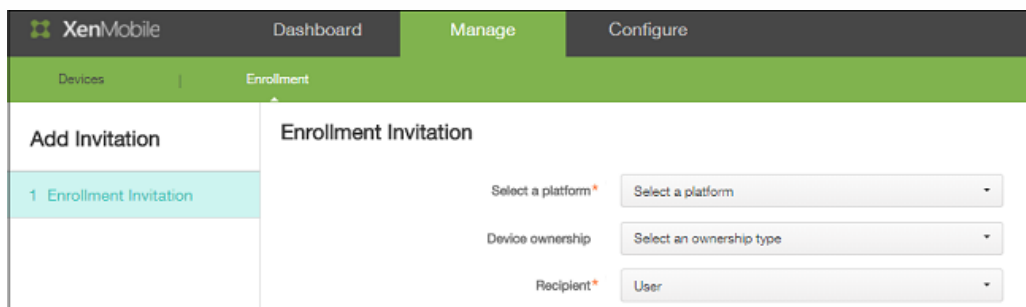 XenMobile Dashboard Manage Configure
Devices | Enrollment
Add Invitation
1 Enrollment Invitation
Enrollment Invitation
Select a platform* Select a platform
Device ownership Select an ownership type
Recipient* User